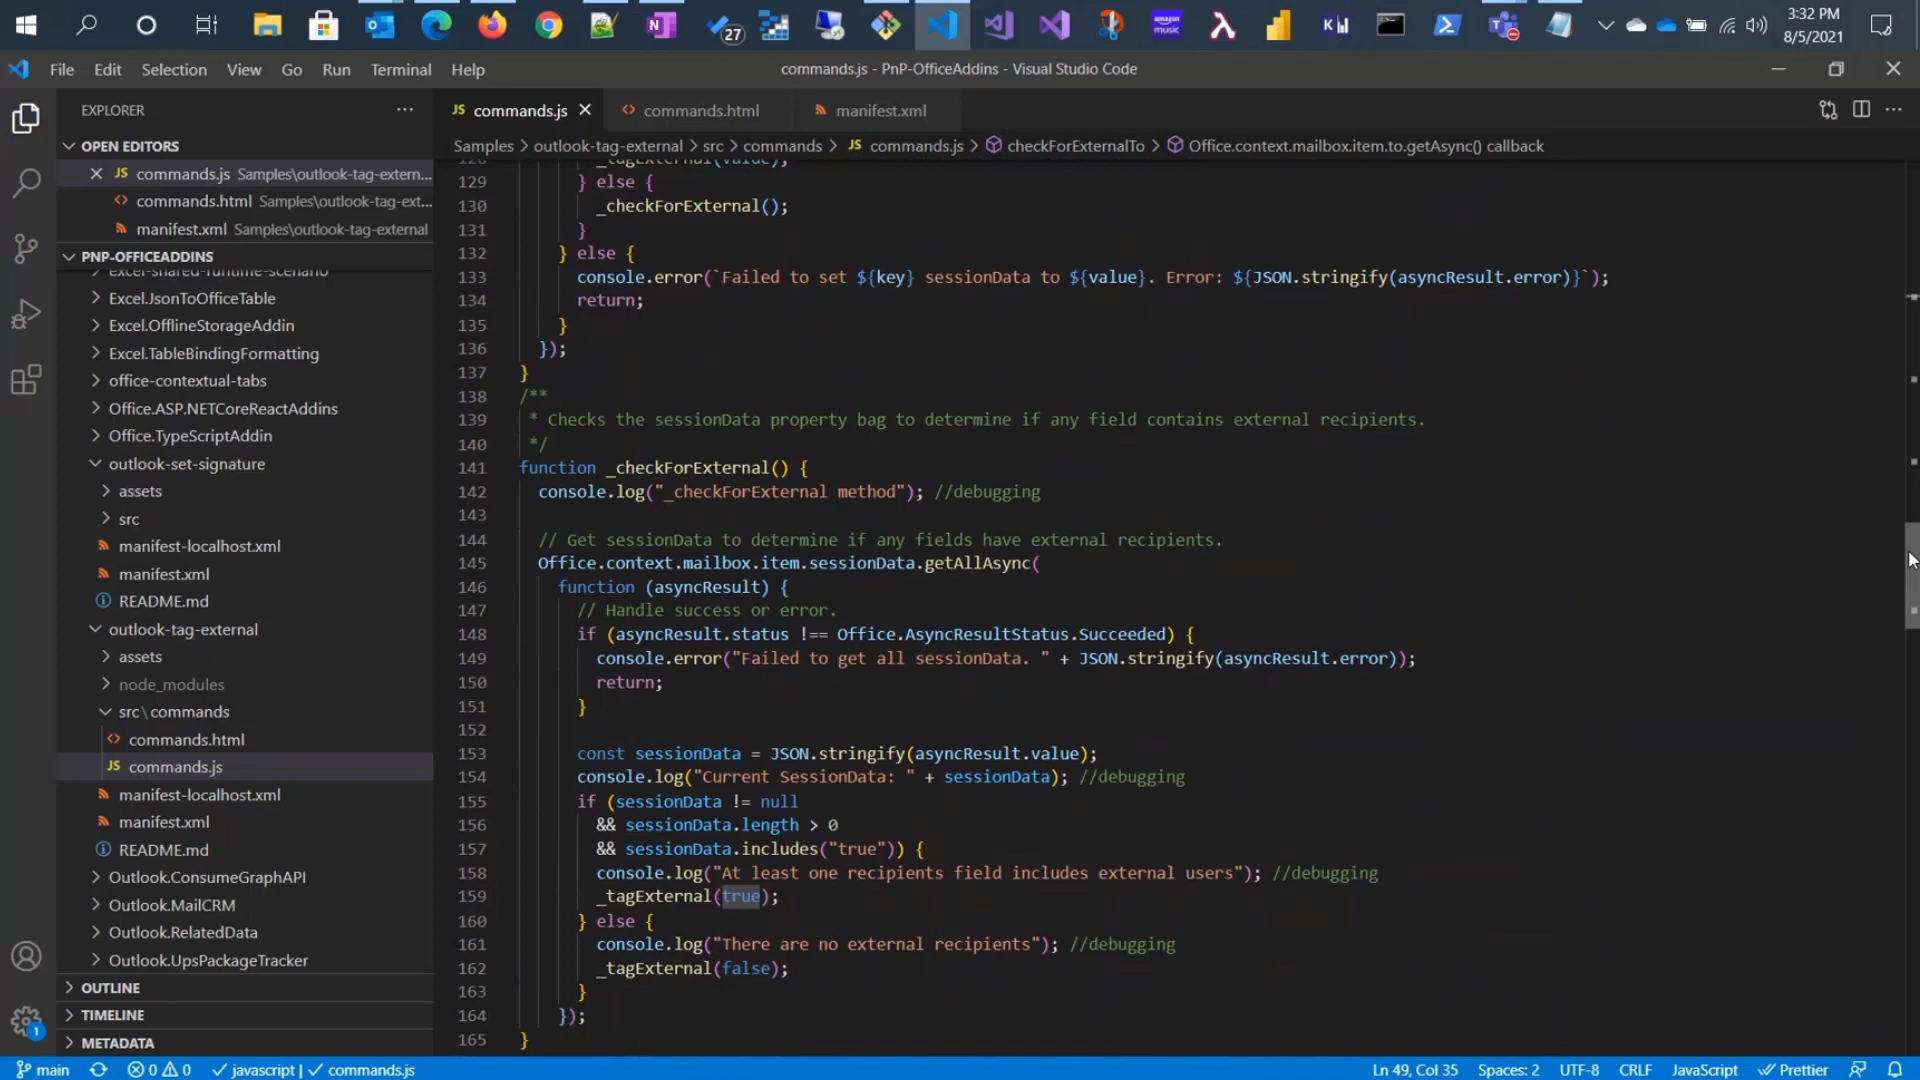 27
3:32 PM
8/5/2021
File Edit Selection View Go Run Terminal Help
commands.js - PnP-OfficeAddins - Visual Studio Code
EXPLORER
JS commands.js
commands.html
manifest.xml
OPEN EDITORS
JS commands.js Samples\outlook-tag-extern...
commands.html Samples\outlook-tag-ext...
manifest.xml Samples\outlook-tag-external
PNP-OFFICEADDINS
excel-shared-runtime-scenario
Excel.JsonToOfficeTable
Excel.OfflineStorageAddin
Excel.TableBindingFormatting
office-contextual-tabs
Office.ASP.NETCoreReactAddins
Office.TypeScriptAddin
outlook-set-signature
assets
src
manifest-localhost.xml
manifest.xml
README.md
outlook-tag-external
assets
node_modules
src\commands
commands.html
JS commands.js
manifest-localhost.xml
manifest.xml
README.md
Outlook.ConsumeGraphAPI
Outlook.MailCRM
Outlook.RelatedData
Outlook.UpsPackageTracker
OUTLINE
TIMELINE
METADATA
1
Samples > outlook-tag-external > src > commands > JS commands.js > checkForExternalTo > Office.context.mailbox.item.to.getAsync() callback
128 _tagExternal(value);
129 } else {
130 _checkForExternal();
131 }
132 } else {
133 console.error(`Failed to set ${key} sessionData to ${value}. Error: ${JSON.stringify(asyncResult.error)}`);
134 return;
135 }
136 });
137 }
138 /**
139 * Checks the sessionData property bag to determine if any field contains external recipients.
140 */
141 function _checkForExternal() {
142 console.log("_checkForExternal method"); //debugging
143
144 // Get sessionData to determine if any fields have external recipients.
145 Office.context.mailbox.item.sessionData.getAllAsync(
146 function (asyncResult) {
147 // Handle success or error.
148 if (asyncResult.status !== Office.AsyncResultStatus.Succeeded) {
149 console.error("Failed to get all sessionData. " + JSON.stringify(asyncResult.error));
150 return;
151 }
152
153 const sessionData = JSON.stringify(asyncResult.value);
154 console.log("Current SessionData: " + sessionData); //debugging
155 if (sessionData != null
156 && sessionData.length > 0
157 && sessionData.includes("true")) {
158 console.log("At least one recipients field includes external users"); //debugging
159 _tagExternal(true);
160 } else {
161 console.log("There are no external recipients"); //debugging
162 _tagExternal(false);
163 }
164 });
165 }
main 0 0 javascript | commands.js
Ln 49, Col 35 Spaces: 2 UTF-8 CRLF JavaScript Prettier